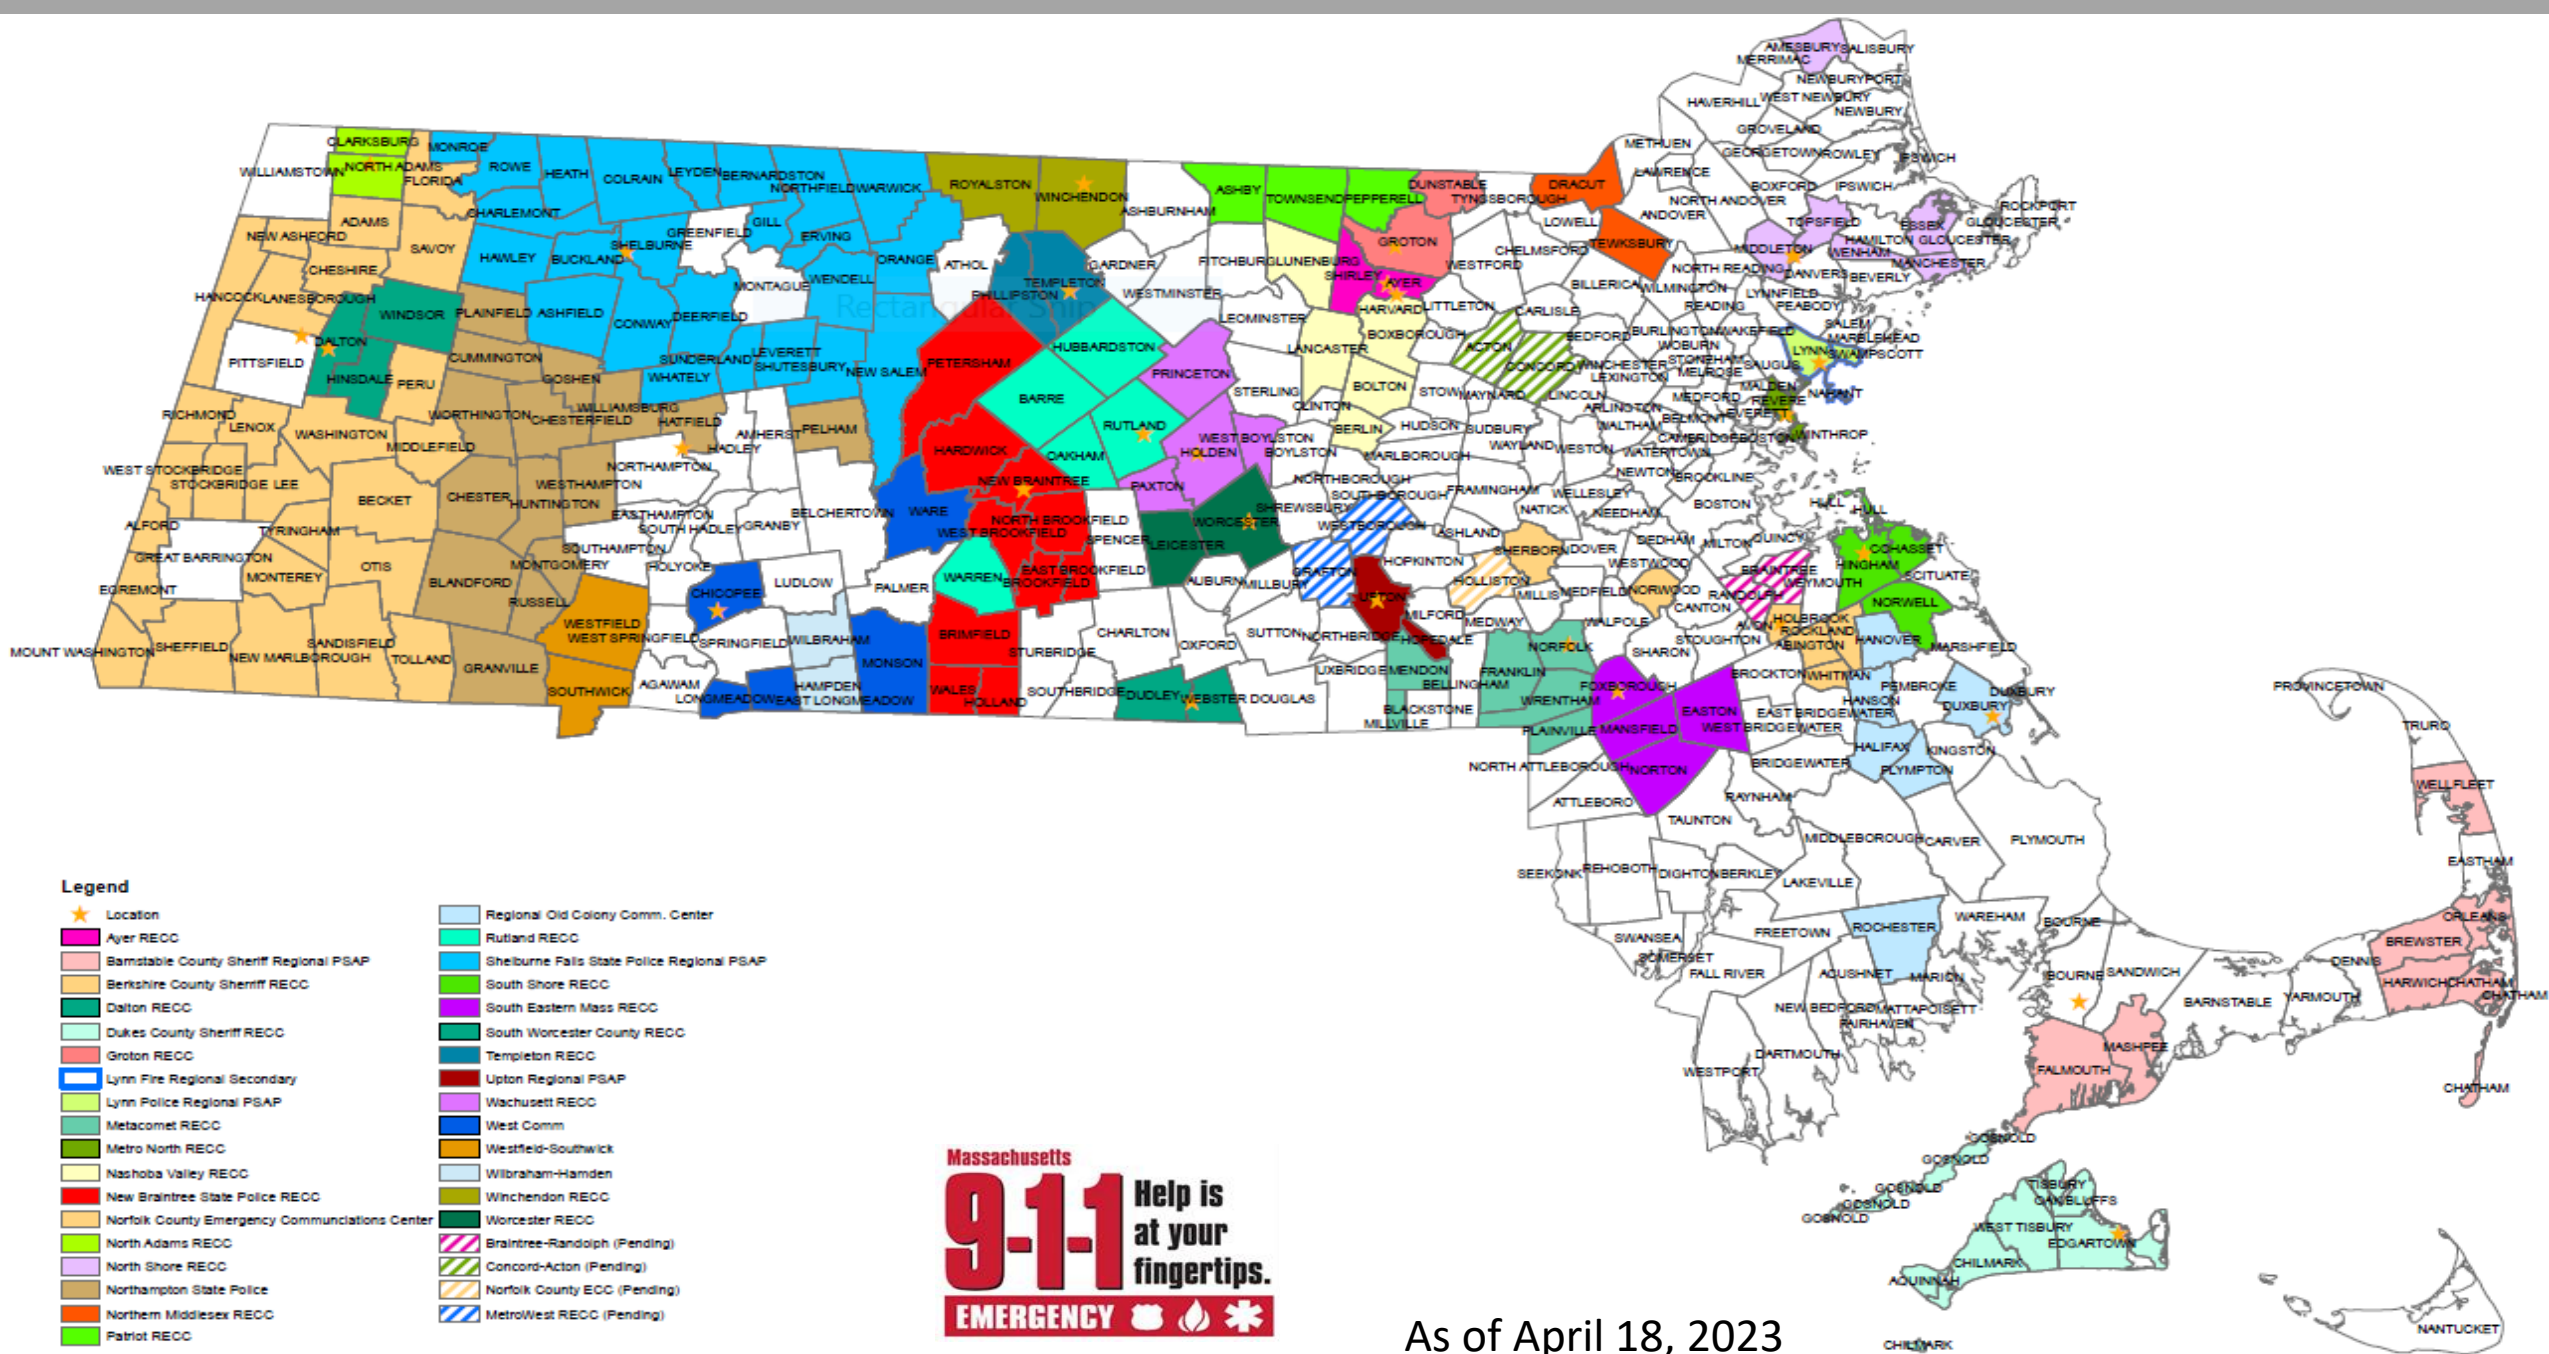 AMESBURY
SALISBURY
MERRIMAC
NEWBURYPORT
HAVERHILL
WEST NEWBURY
NEWBURY
GROVELAND
METHUEN
GEORGETOWN
ROWLEY
IPSWICH
LAWRENCE
BOXFORD
IPSWICH
NORTH ANDOVER
ANDOVER
TOPSFIELD
ESSEX
ROCKPORT
GLOUCESTER
HAMILTON
GLOUCESTER
MIDDLETON
WENHAM
MANCHESTER
NORTH READING
DANVERS
BEVERLY
CLARKSBURG
MONROE
WILLIAMSTOWN
NORTH ADAMS
FLORIDA
ROWE
HEATH
COLRAIN
LEYDEN
BERNARDSTON
NORTHFIELD
WARWICK
ROYALSTON
WINCHENDON
ASHBURNHAM
ASHBY
TOWNSEND
PEPPERELL
DUNSTABLE
TYNGSBOROUGH
DRACUT
LOWELL
TEWKSBURY
CHELMSFORD
GROTON
WESTFORD
ADAMS
NEW ASHFORD
SAVOY
CHESHIRE
CHARLEMONT
HAWLEY
BUCKLAND
SHELBURNE
GREENFIELD
GILL
ERVING
WENDELL
ORANGE
ATHOL
TEMPLETON
PHILLIPSTON
GARDNER
WESTMINSTER
FITCHBURG
LUNENBURG
SHIRLEY
AYER
HARVARD
LITTLETON
CARLISLE
BILLERICA
WILMINGTON
READING
LYNNFIELD
PEABODY
SALEM
MARBLEHEAD
SWAMPSCOTT
HANCOCK
LANESBOROUGH
WINDSOR
PLAINFIELD
ASHFIELD
CONWAY
DEERFIELD
MONTAGUE
Rectangular Snip
LEOMINSTER
BOXBOROUGH
ACTON
CONCORD
BEDFORD
BURLINGTON
WAKEFIELD
WOBURN
STONEHAM
SAUGUS
LYNN
PITTSFIELD
DALTON
HINSDALE
PERU
CUMMINGTON
GOSHEN
SUNDERLAND
LEVERETT
SHUTESBURY
WHATELY
NEW SALEM
PETERSHAM
HUBBARDSTON
PRINCETON
LANCASTER
BOLTON
STOW
MAYNARD
LINCOLN
WINCHESTER
LEXINGTON
MELROSE
MALDEN
MEDFORD
REVERE
EVERETT
NAHANT
RICHMOND
LENOX
WASHINGTON
MIDDLEFIELD
WORTHINGTON
CHESTERFIELD
WILLIAMSBURG
HATFIELD
HADLEY
AMHERST
PELHAM
BARRE
RUTLAND
STERLING
CLINTON
BERLIN
HUDSON
SUDBURY
WAYLAND
WESTON
WALTHAM
ARLINGTON
BELMONT
CAMBRIDGE
BOSTON
WINTHROP
WATERTOWN
NEWTON
BROOKLINE
BOSTON
WEST STOCKBRIDGE
STOCKBRIDGE
LEE
BECKET
CHESTER
HUNTINGTON
WESTHAMPTON
NORTHAMPTON
HARDWICK
OAKHAM
HOLDEN
WEST BOYLSTON
BOYLSTON
MARLBOROUGH
NORTHBOROUGH
SOUTHBOROUGH
FRAMINGHAM
WELLESLEY
NATICK
NEEDHAM
HULL
HULL
NEW BRAINTREE
PAXTON
ALFORD
TYRINGHAM
EASTHAMPTON
SOUTH HADLEY
GRANBY
BELCHERTOWN
WARE
NORTH BROOKFIELD
WEST BROOKFIELD
SPENCER
LEICESTER
WORCESTER
SHREWSBURY
WESTBOROUGH
ASHLAND
HOPKINTON
SHERBORN
DOVER
DEDHAM
MILTON
QUINCY
WESTWOOD
BRAINTREE
WEYMOUTH
HINGHAM
COHASSET
SCITUATE
GREAT BARRINGTON
MONTEREY
OTIS
BLANDFORD
MONTGOMERY
SOUTHAMPTON
HOLYOKE
LUDLOW
PALMER
WARREN
EAST BROOKFIELD
BROOKFIELD
AUBURN
MILLBURY
GRAFTON
UPTON
HOLLISTON
MILLIS
MEDFIELD
NORWOOD
CANTON
RANDOLPH
NORWELL
EGREMONT
RUSSELL
CHICOPEE
MILFORD
MEDWAY
WALPOLE
STOUGHTON
AVON
HOLBROOK
ROCKLAND
ABINGTON
HANOVER
MARSHFIELD
MOUNT WASHINGTON
SHEFFIELD
NEW MARLBOROUGH
SANDISFIELD
TOLLAND
GRANVILLE
WESTFIELD
WEST SPRINGFIELD
SPRINGFIELD
WILBRAHAM
MONSON
BRIMFIELD
STURBRIDGE
CHARLTON
OXFORD
SUTTON
NORTHBRIDGE
HOPEDALE
UXBRIDGE
MENDON
BELLINGHAM
FRANKLIN
NORFOLK
SHARON
SOUTHWICK
AGAWAM
LONGMEADOW
EAST LONGMEADOW
HAMPDEN
WALES
HOLLAND
SOUTHBRIDGE
DUDLEY
WEBSTER
DOUGLAS
BLACKSTONE
MILLVILLE
WRENTHAM
FOXBOROUGH
PLAINVILLE
MANSFIELD
EASTON
BROCKTON
WHITMAN
PEMBROKE
HANSON
DUXBURY
DUXBURY
EAST BRIDGEWATER
WEST BRIDGEWATER
HALIFAX
KINGSTON
PLYMPTON
BRIDGEWATER
NORTH ATTLEBOROUGH
NORTON
ATTLEBORO
RAYNHAM
TAUNTON
MIDDLEBOROUGH
CARVER
PLYMOUTH
PROVINCETOWN
TRURO
WELLFLEET
EASTHAM
ORLEANS
BREWSTER
DENNIS
HARWICH
CHATHAM
CHATHAM
CHATHAM
SEEKONK
REHOBOTH
DIGHTON
BERKLEY
LAKEVILLE
ROCHESTER
WAREHAM
BOURNE
BOURNE
SANDWICH
BARNSTABLE
YARMOUTH
SWANSEA
SOMERSET
FREETOWN
FALL RIVER
ACUSHNET
MARION
NEW BEDFORD
MATTAPOISETT
FAIRHAVEN
DARTMOUTH
WESTPORT
MASHPEE
FALMOUTH
GOSNOLD
GOSNOLD
GOSNOLD
GOSNOLD
GOSNOLD
TISBURY
OAK BLUFFS
WEST TISBURY
EDGARTOWN
CHILMARK
AQUINNAH
CHILMARK
NANTUCKET
Legend
Location
Ayer RECC
Barnstable County Sheriff Regional PSAP
Berkshire County Sherriff RECC
Dalton RECC
Dukes County Sheriff RECC
Groton RECC
Lynn Fire Regional Secondary
Lynn Police Regional PSAP
Metacomet RECC
Metro North RECC
Nashoba Valley RECC
New Braintree State Police RECC
Norfolk County Emergency Communciations Center
North Adams RECC
North Shore RECC
Northampton State Police
Northern Middlesex RECC
Patriot RECC
Regional Old Colony Comm. Center
Rutland RECC
Shelburne Falls State Police Regional PSAP
South Shore RECC
South Eastern Mass RECC
South Worcester County RECC
Templeton RECC
Upton Regional PSAP
Wachusett RECC
West Comm
Westfield-Southwick
Wilbraham-Hamden
Winchendon RECC
Worcester RECC
Braintree-Randolph (Pending)
Concord-Acton (Pending)
Norfolk County ECC (Pending)
MetroWest RECC (Pending)
Massachusetts
9-1-1
Help is
at your
fingertips.
EMERGENCY
As of April 18, 2023